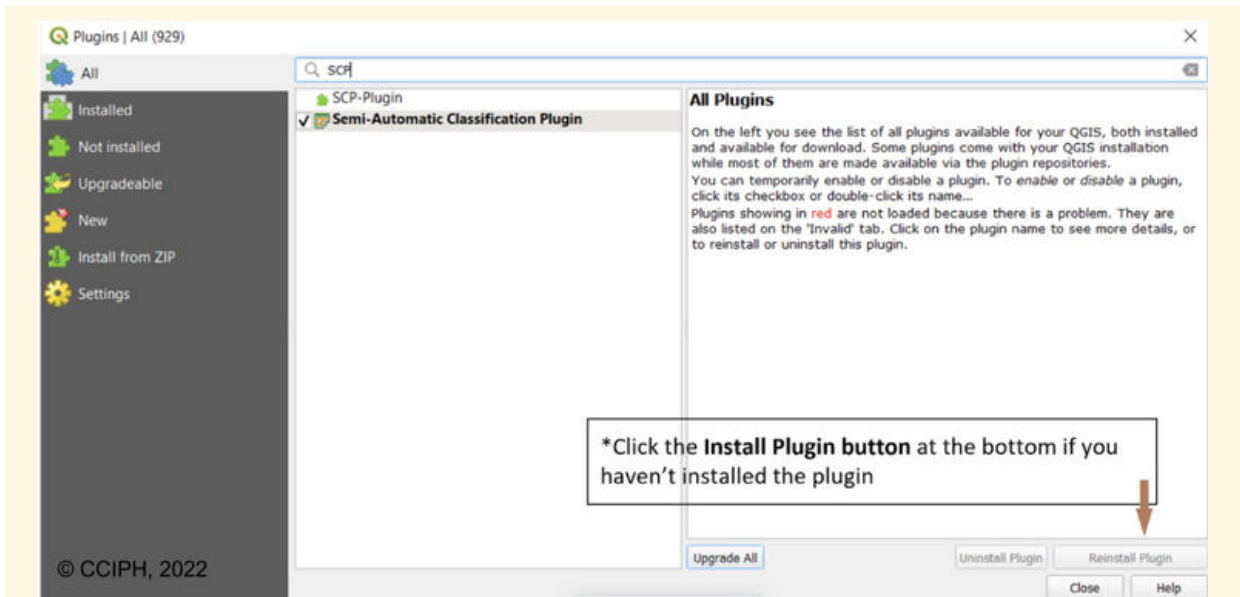 Plugins | All (929)
All
SCP
Installed
Not installed
Upgradeable
New
Install from ZIP
Settings
SCP-Plugin
Semi-Automatic Classification Plugin
All Plugins
On the left you see the list of all plugins available for your QGIS, both installed
and available for download. Some plugins come with your QGIS installation
while most of them are made available via the plugin repositories.
You can temporarily enable or disable a plugin. To enable or disable a plugin,
click its checkbox or double-click its name...
Plugins showing in red are not loaded because there is a problem. They are
also listed on the 'Invalid' tab. Click on the plugin name to see more details, or
to reinstall or uninstall this plugin.
*Click the Install Plugin button at the bottom if you
haven't installed the plugin
Upgrade All
Uninstall Plugin
Reinstall Plugin
Close
Help
© CCIPH, 2022